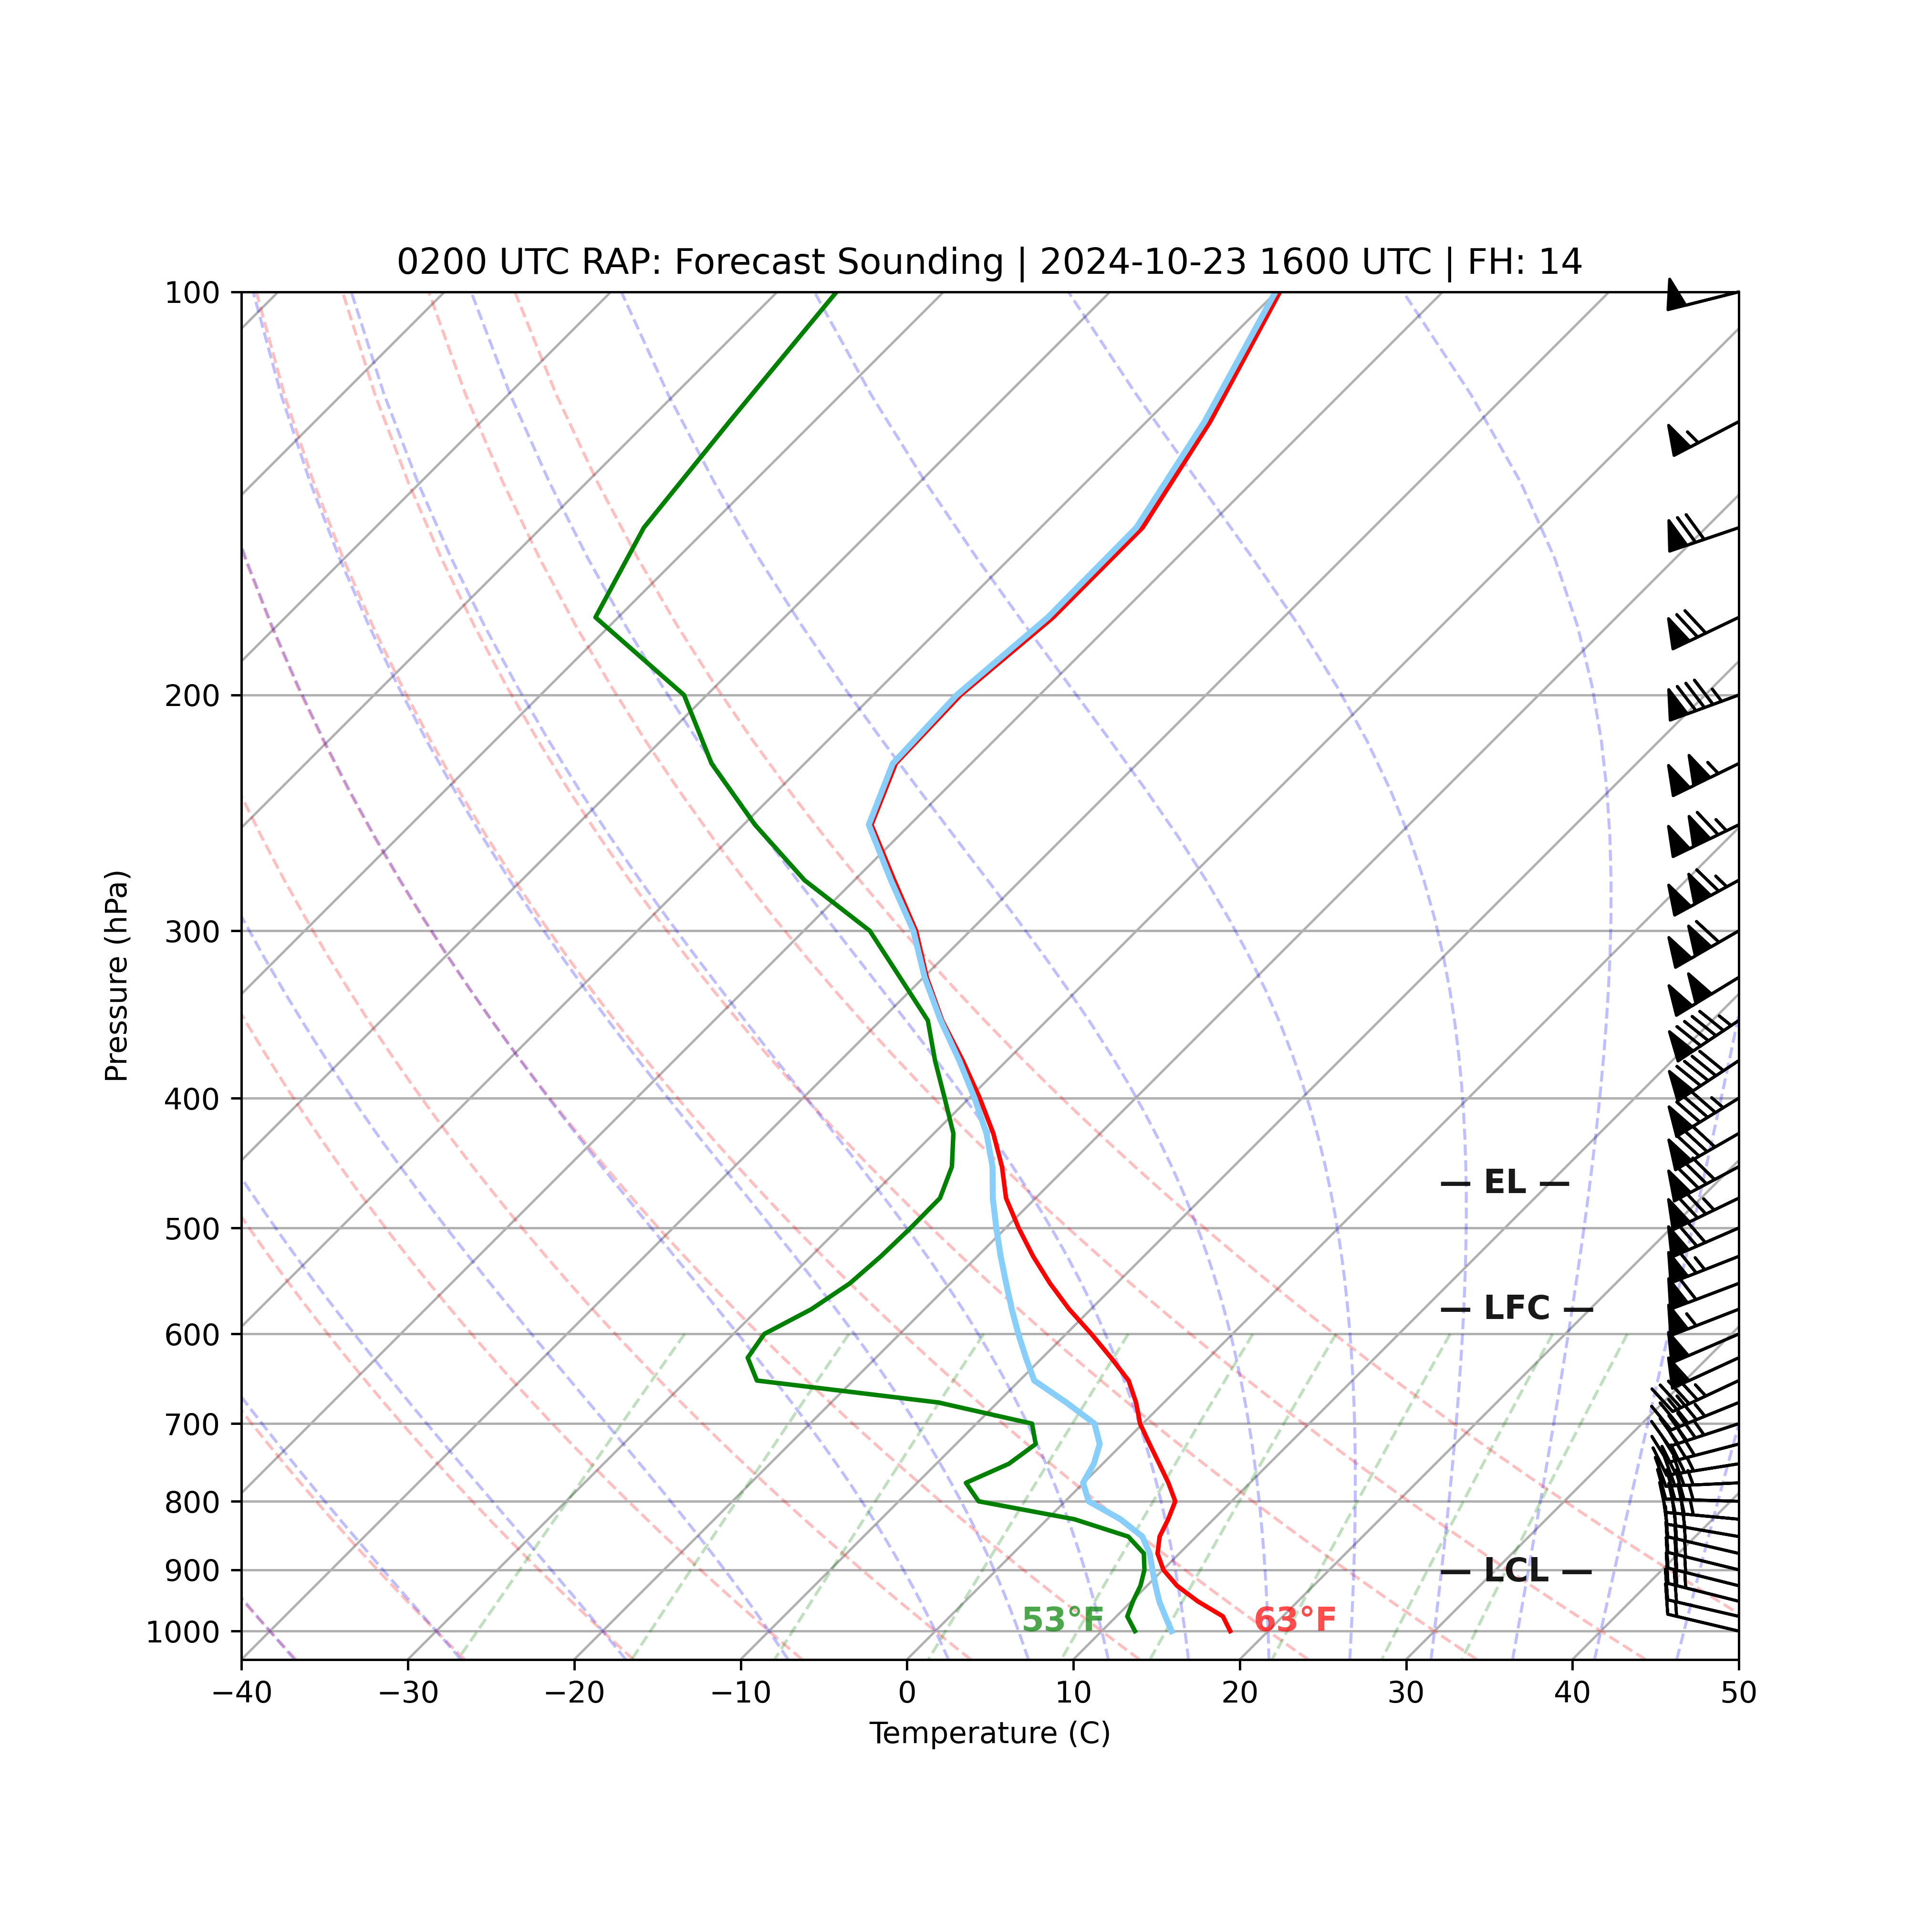 0200 UTC RAP: Forecast Sounding | 2024-10-23 1600 UTC | FH: 14
100
200
300
400
500
600
700
800
900
1000
Pressure (hPa)
— EL —
— LFC —
— LCL —
53°F
63°F
−40 −30 −20 −10 0 10 20 30 40 50
Temperature (C)